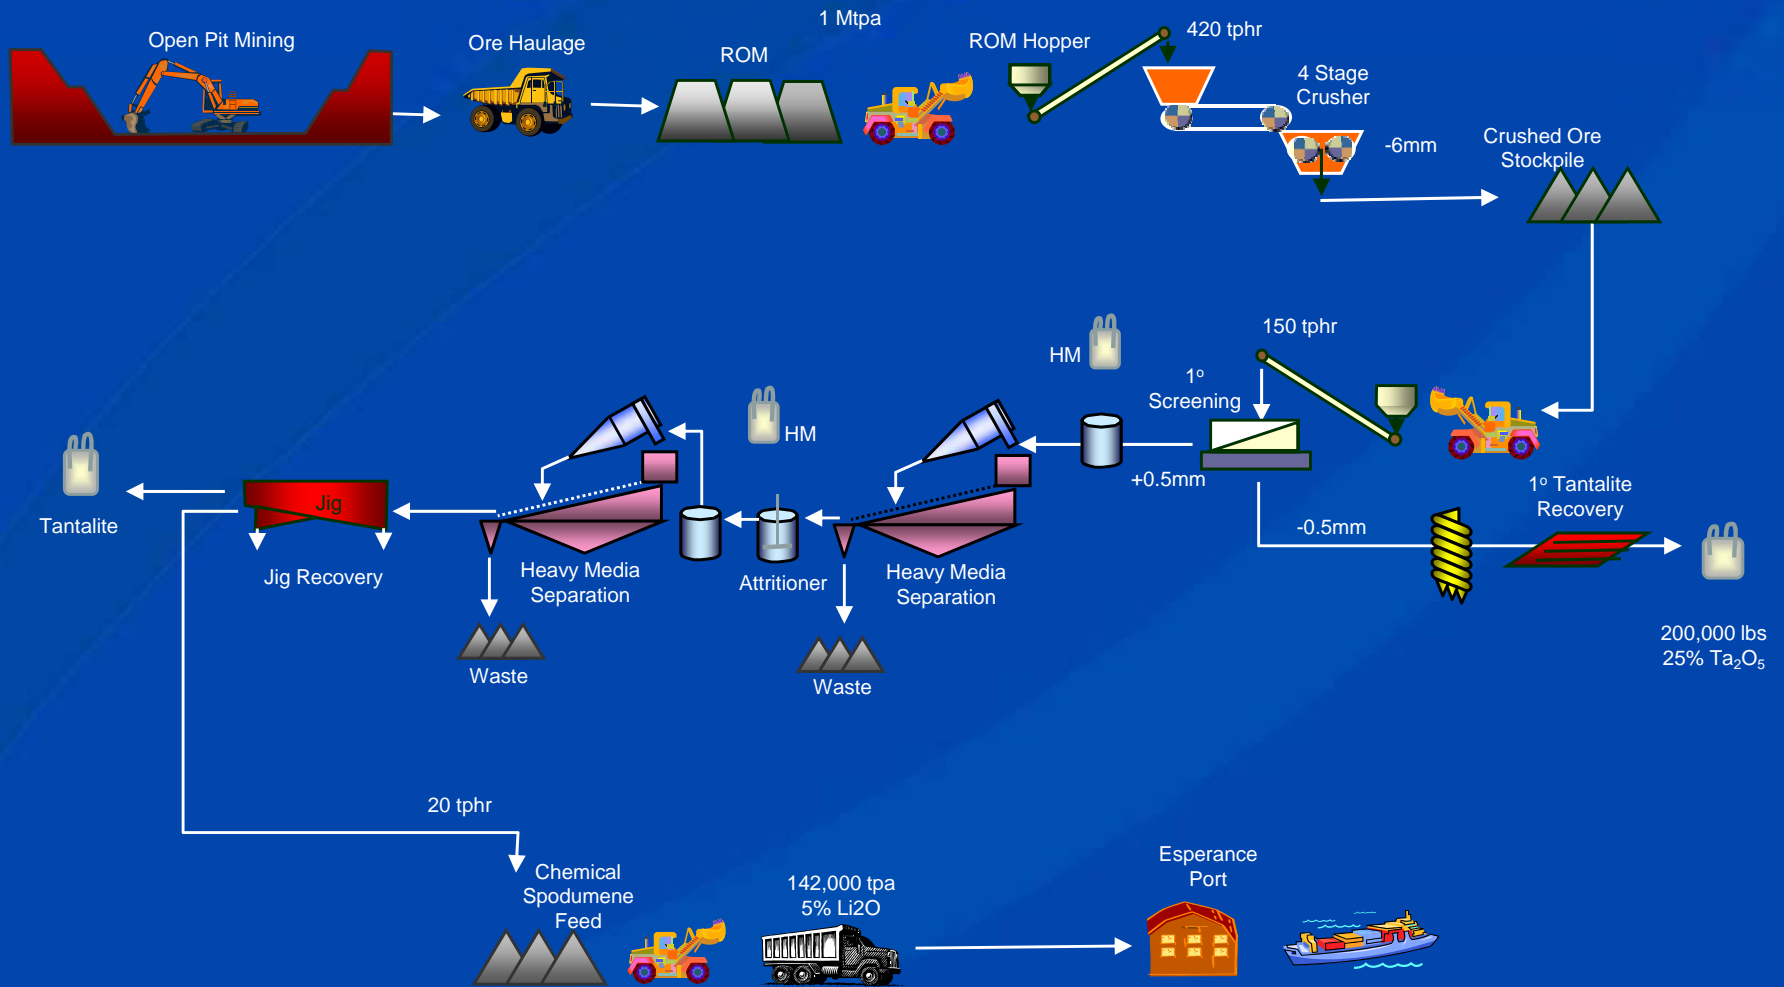 1 Mtpa
Open Pit Mining
Ore Haulage
ROM
ROM Hopper
420 tphr
4 Stage
Crusher
-6mm
Crushed Ore
Stockpile
150 tphr
HM
1º
Screening
+0.5mm
-0.5mm
1º Tantalite
Recovery
200,000 lbs
25% Ta₂O₅
HM
Heavy Media
Separation
Waste
Attritioner
Heavy Media
Separation
Waste
Jig
Jig Recovery
Tantalite
20 tphr
Chemical
Spodumene
Feed
142,000 tpa
5% Li2O
Esperance
Port